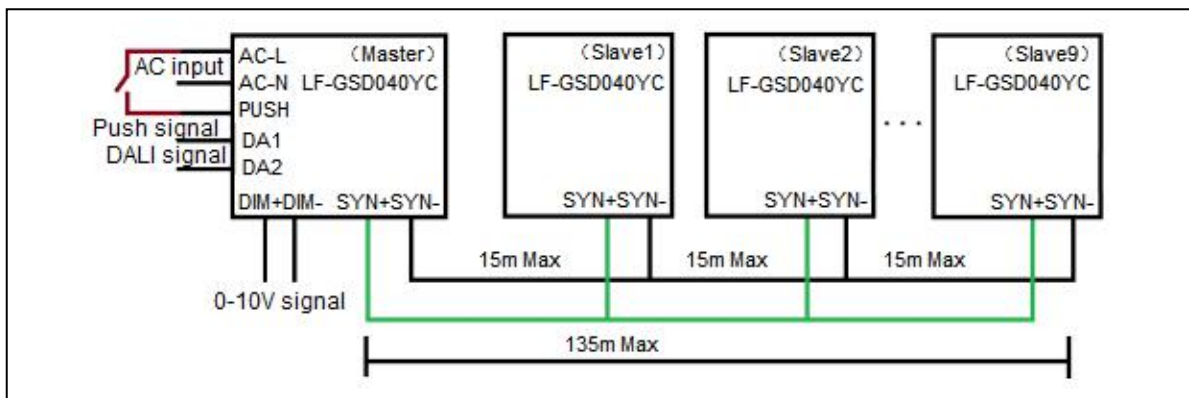 AC-L
AC input
AC-N
PUSH
Push signal
DA1
DALI signal
DA2
（Master）
LF-GSD040YC
DIM+DIM-
SYN+SYN-
0-10V signal
（Slave1）
LF-GSD040YC
SYN+SYN-
（Slave2）
LF-GSD040YC
SYN+SYN-
...
（Slave9）
LF-GSD040YC
SYN+SYN-
15m Max
15m Max
15m Max
135m Max